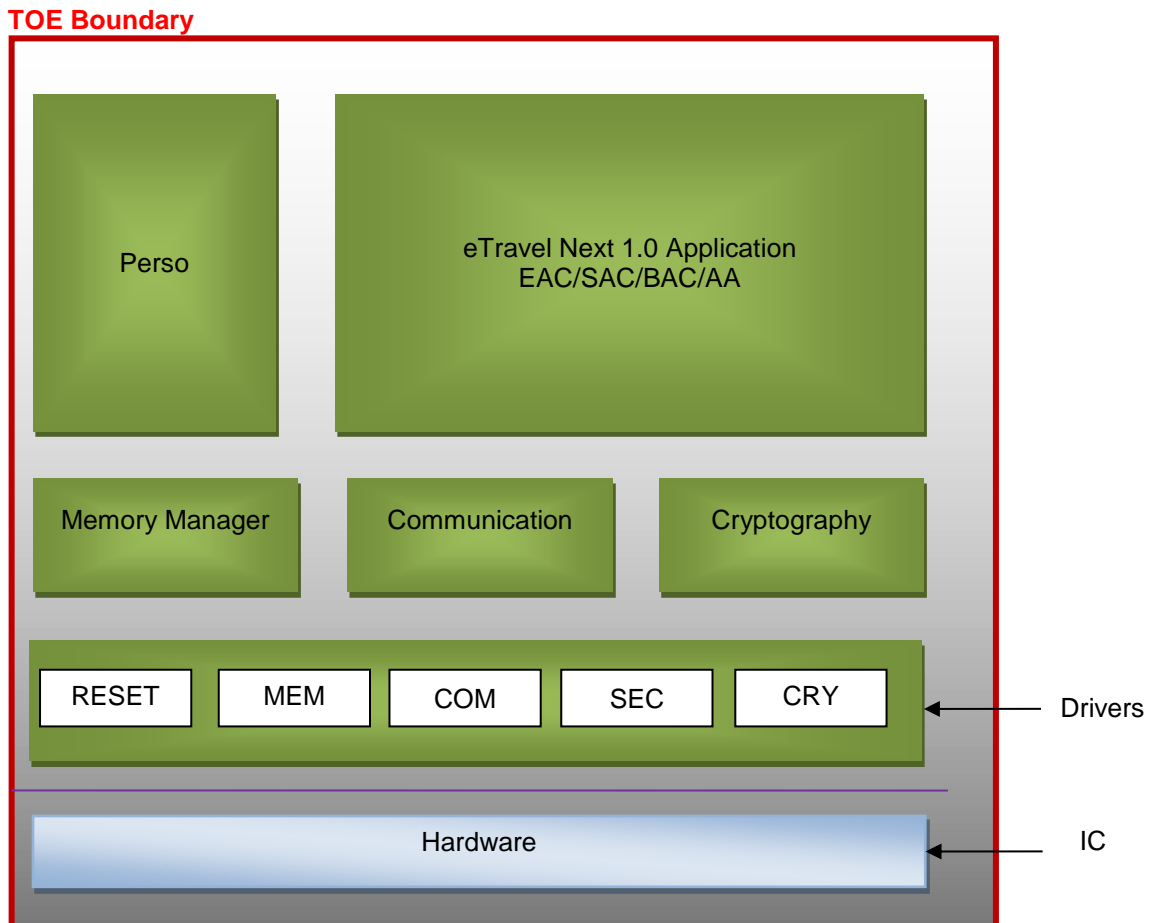 TOE Boundary
Perso
eTravel Next 1.0 Application
EAC/SAC/BAC/AA
Memory Manager
Communication
Cryptography
RESET
MEM
COM
SEC
CRY
Drivers
Hardware
IC